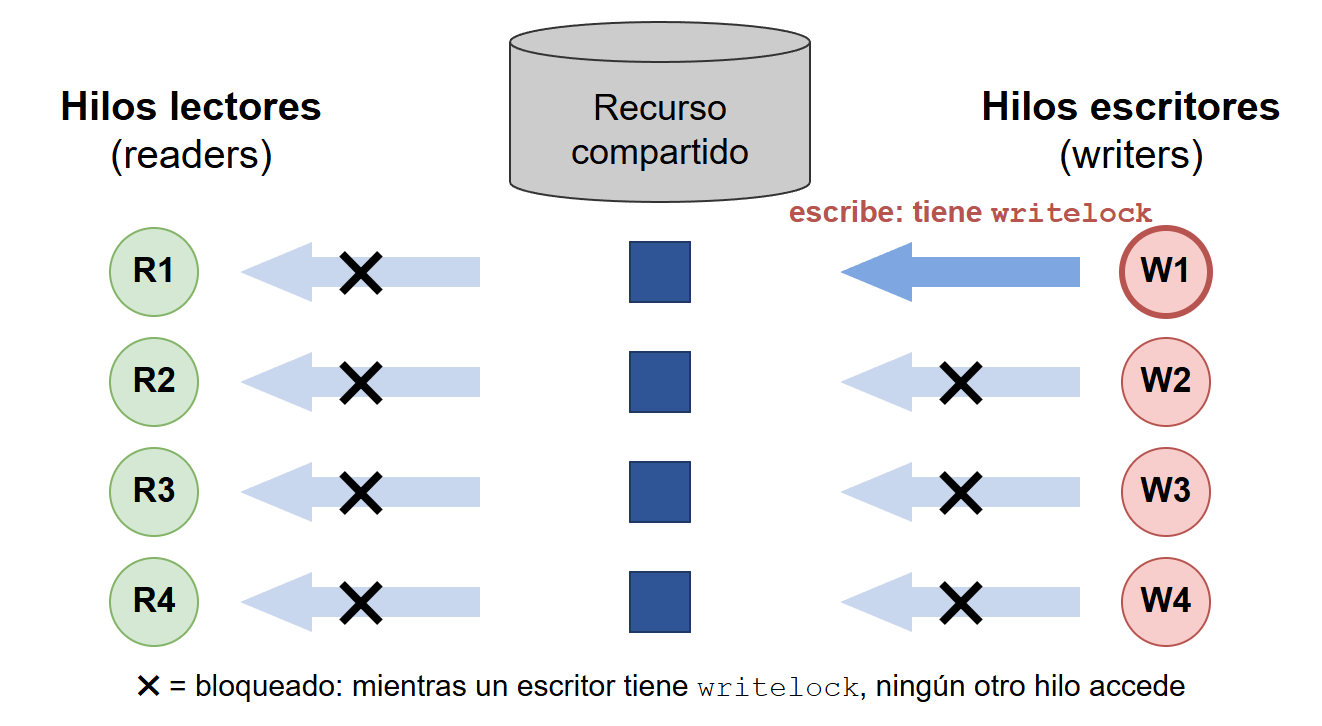 Hilos lectores
(readers)
Recurso
compartido
Hilos escritores
(writers)
escribe: tiene writelock
R1
W1
R2
W2
R3
W3
R4
W4
✕ = bloqueado: mientras un escritor tiene writelock, ningún otro hilo accede